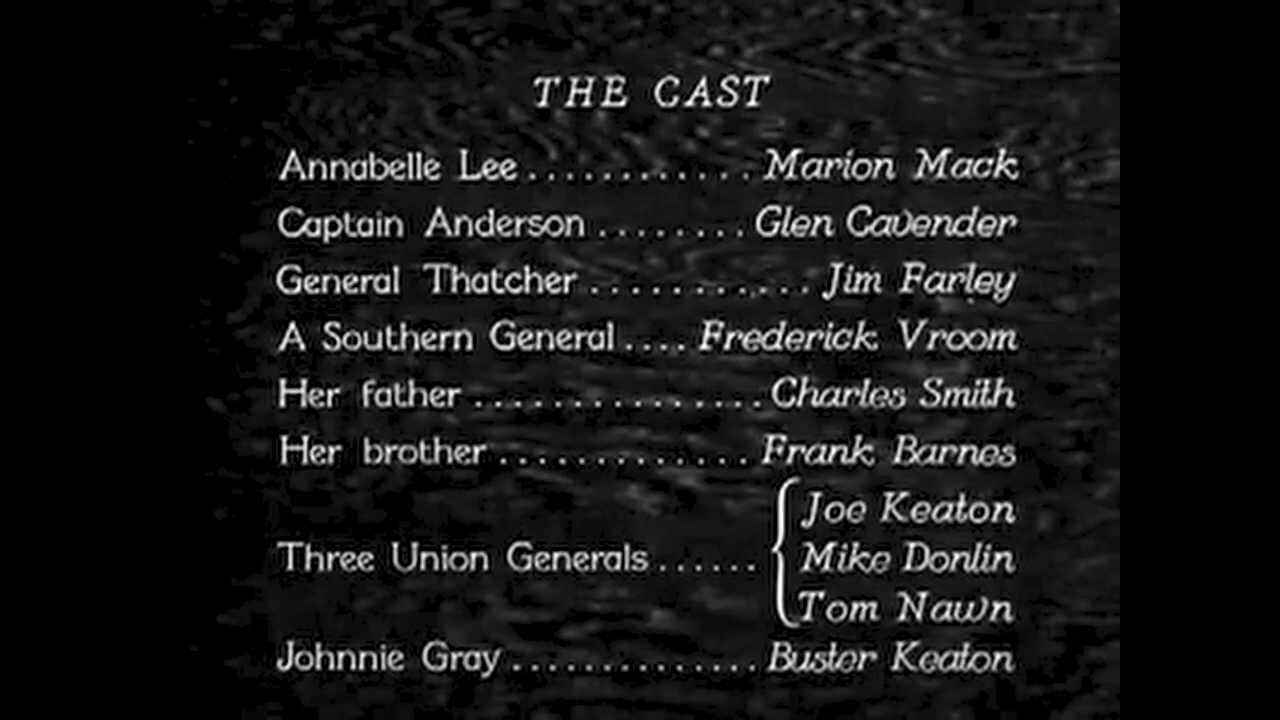 THE CAST
Annabelle Lee............Marion Mack
Captain Anderson........Glen Cavender
General Thatcher...........Jim Farley
A Southern General....Frederick Vroom
Her father...............Charles Smith
Her brother.............Frank Barnes
Joe Keaton
Three Union Generals......{Mike Donlin
Tom Nawn
Johnnie Gray..............Buster Keaton